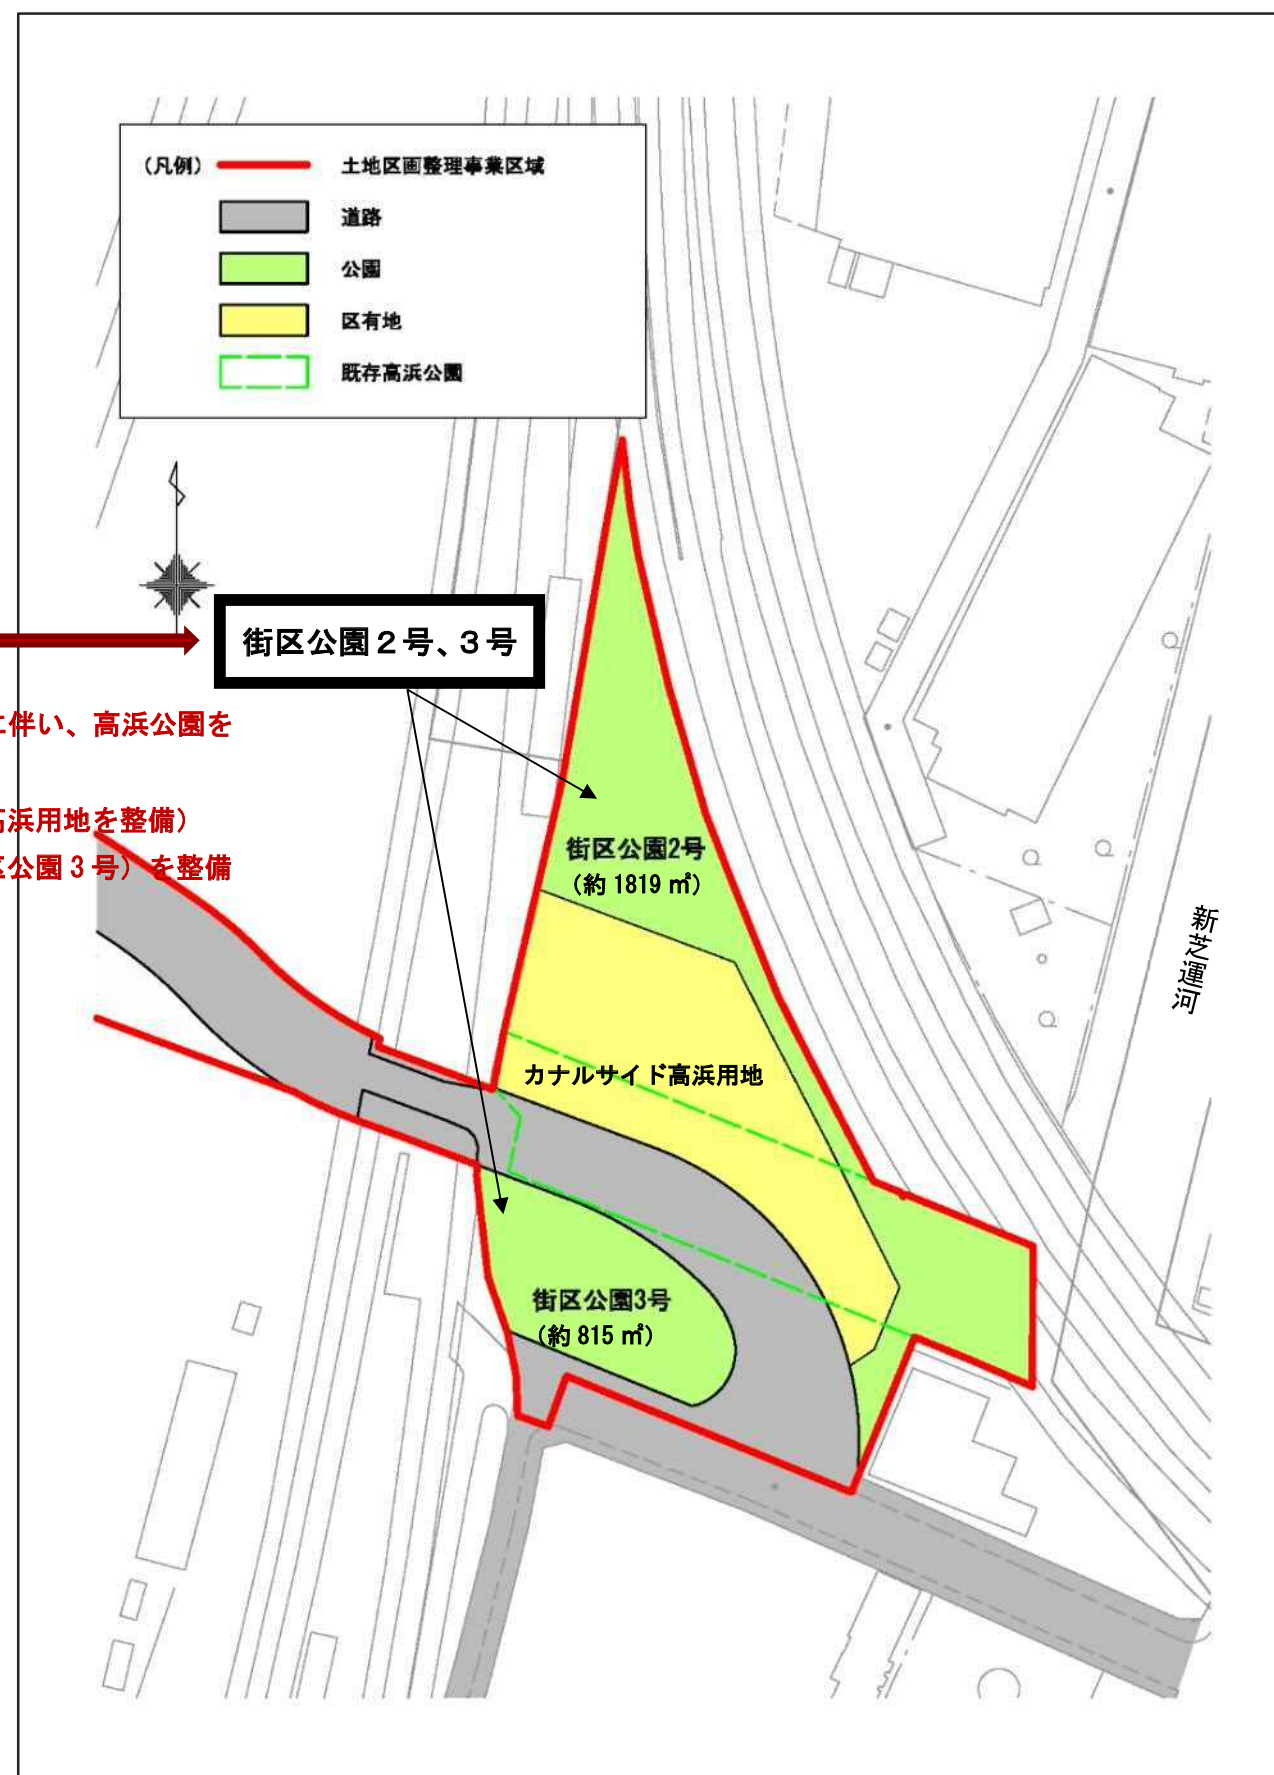 (凡例)
土地区画整理事業区域
道路
公園
区有地
既存高浜公園
街区公園２号、３号
に伴い、高浜公園を
高浜用地を整備）
区公園３号）を整備
街区公園2号
（約 1819 ㎡）
新芝運河
カナルサイド高浜用地
街区公園3号
（約 815 ㎡）